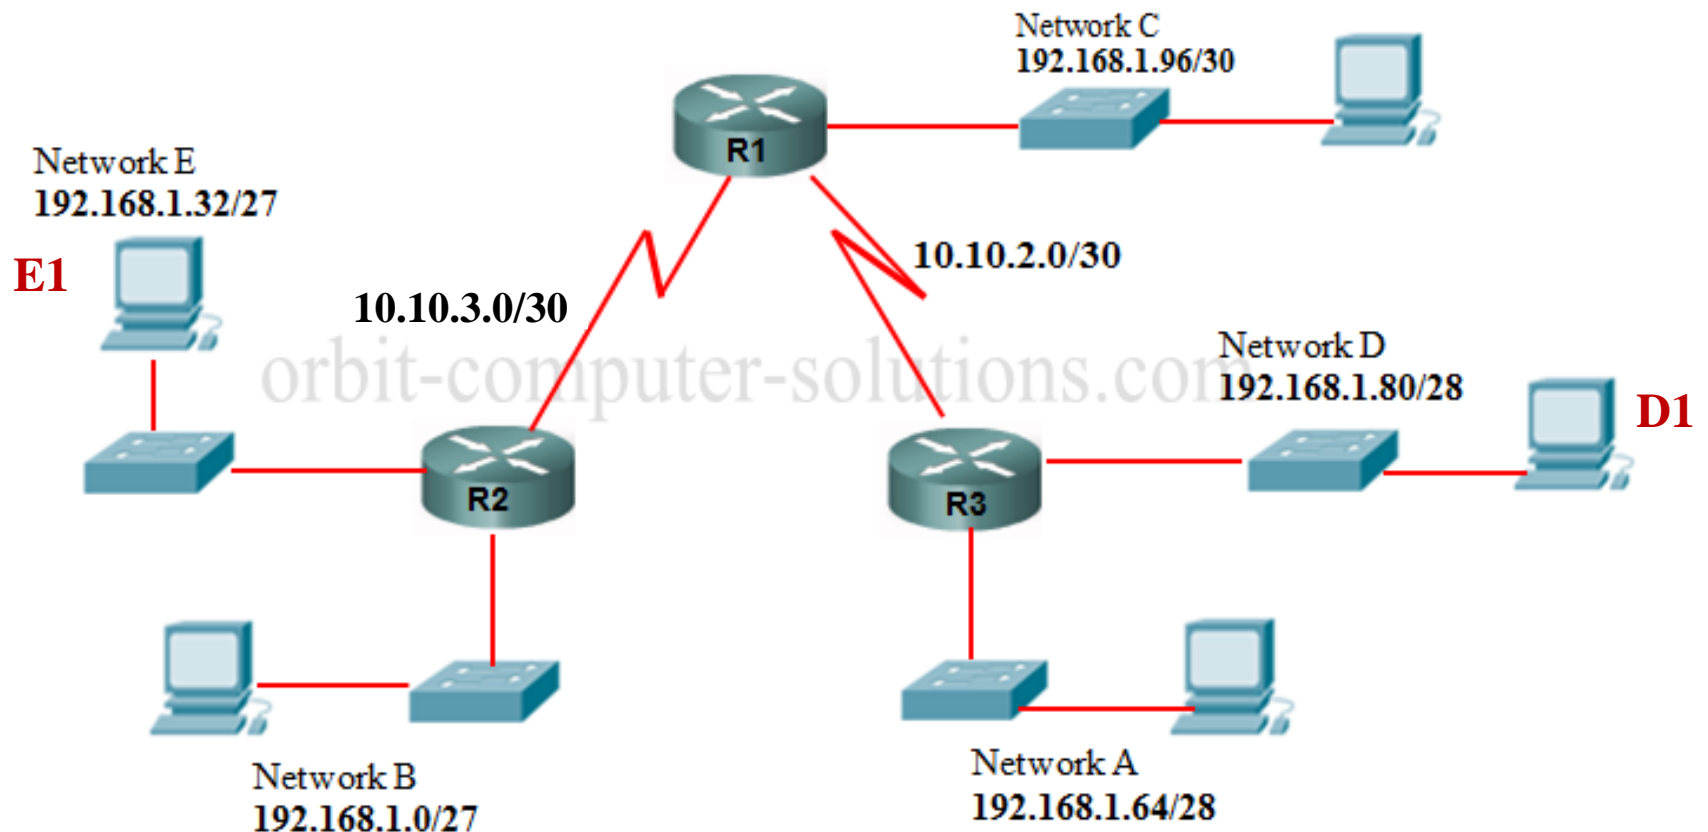 Network C
192.168.1.96/30
R1
Network E
192.168.1.32/27
E1
10.10.2.0/30
10.10.3.0/30
orbit-computer-solutions.com
Network D
192.168.1.80/28
D1
R2
R3
Network B
192.168.1.0/27
Network A
192.168.1.64/28